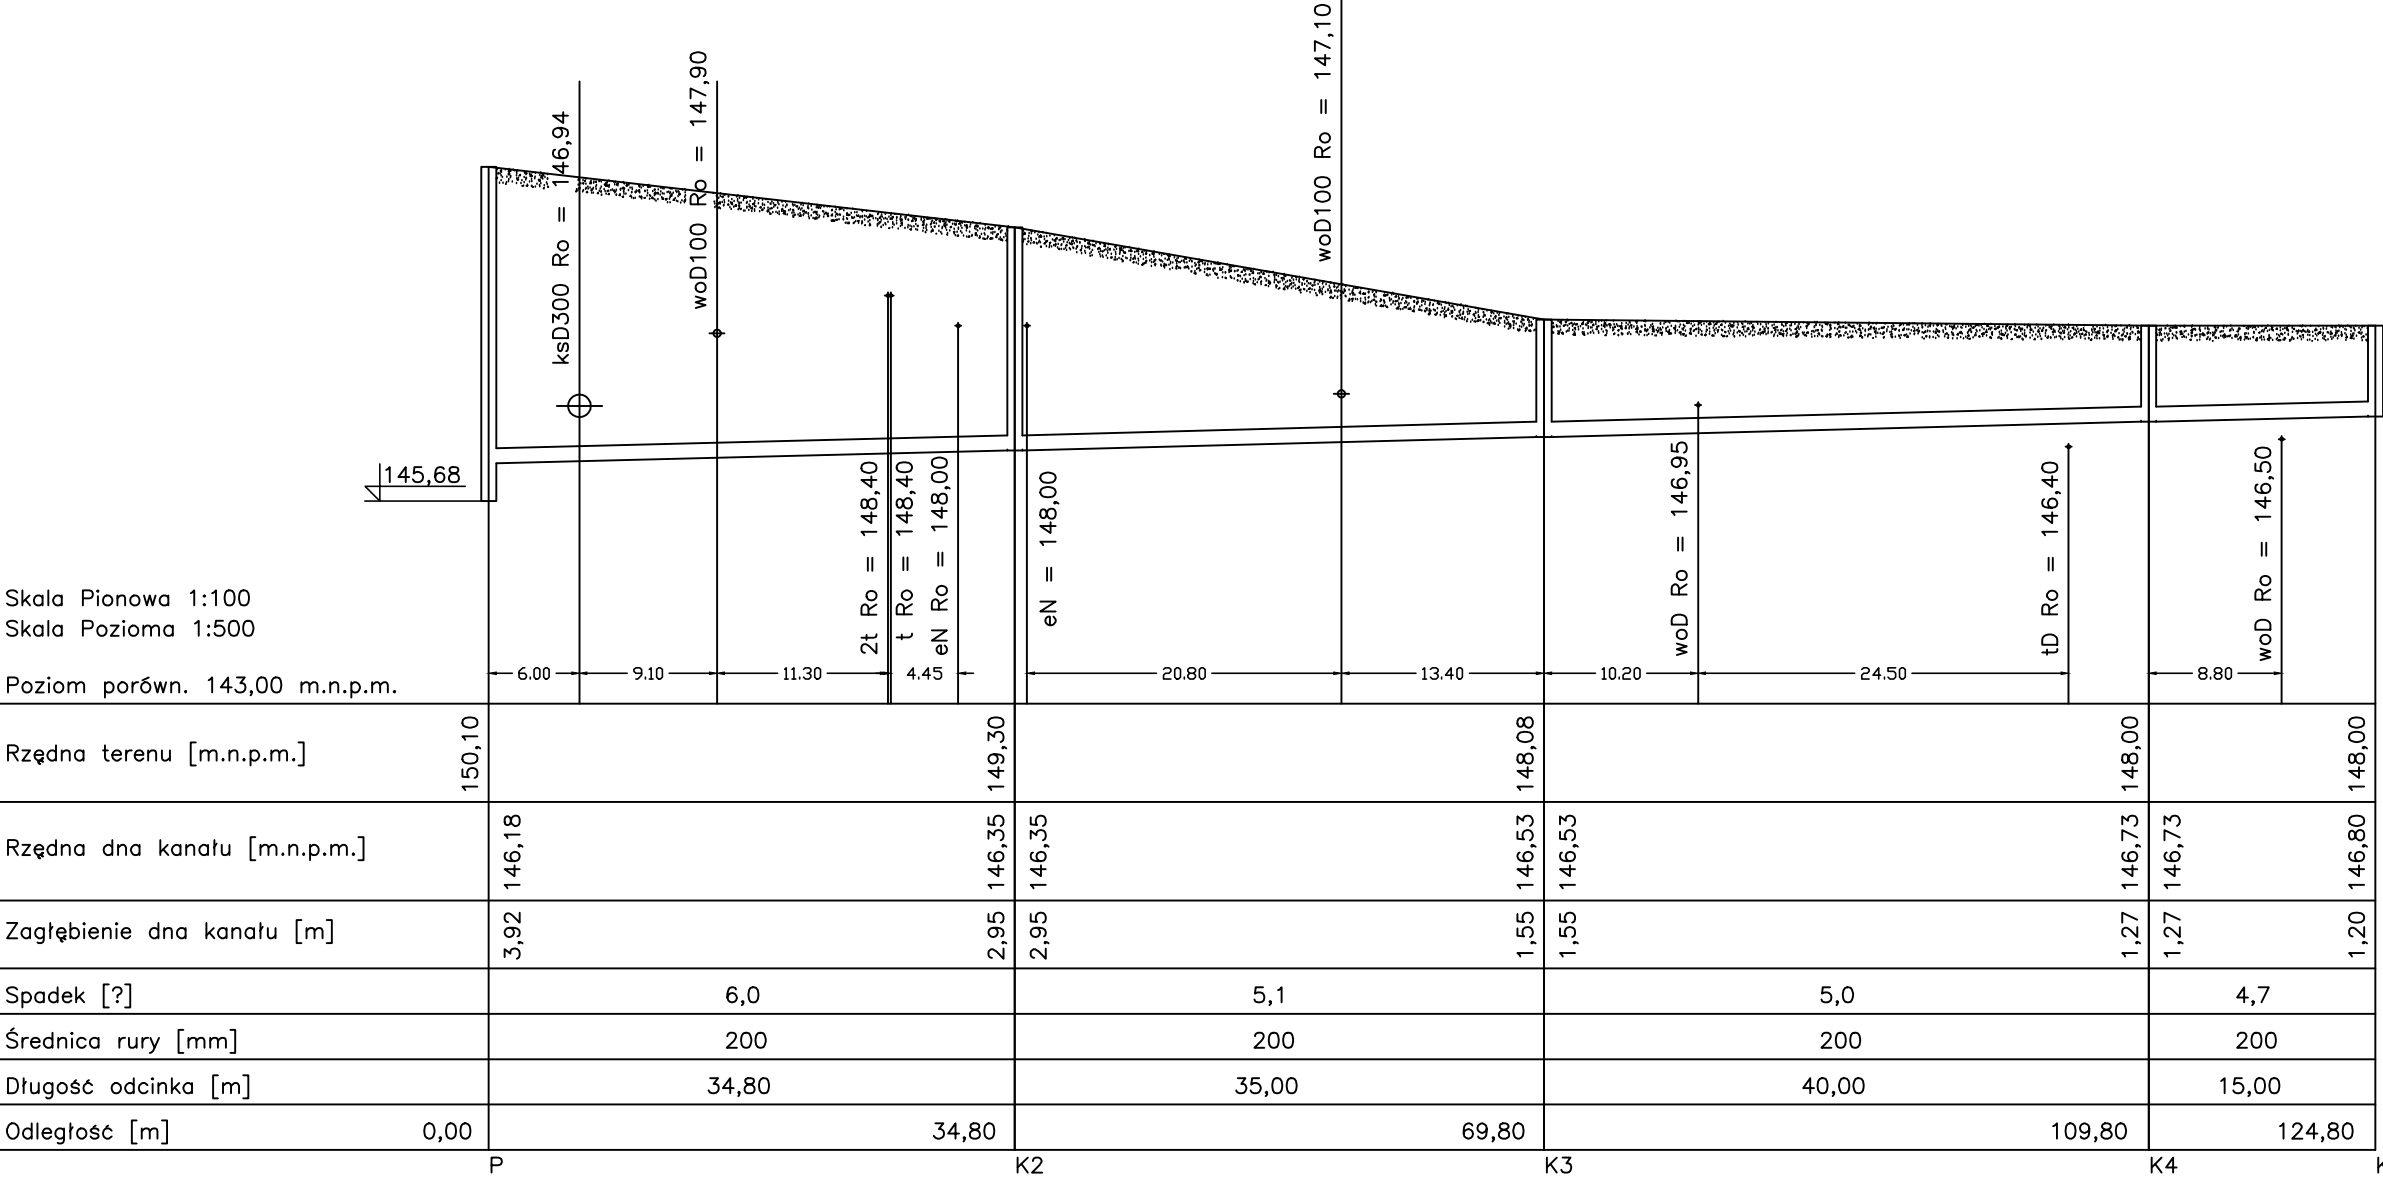 ksD300 Ro = 146,94
woD100 Ro = 147,90
woD100 Ro = 147,10
145,68
2t Ro = 148,40
t Ro = 148,40
eN Ro = 148,00
eN = 148,00
woD Ro = 146,95
tD Ro = 146,40
woD Ro = 146,50
Skala Pionowa 1:100
Skala Pozioma 1:500
Poziom porówn. 143,00 m.n.p.m.
6.00 9.10 11.30 4.45 20.80 13.40 10.20 24.50 8.80
Rzędna terenu [m.n.p.m.] 150,10 149,30 148,08 148,00 148,00
Rzędna dna kanału [m.n.p.m.] 146,18 146,35 146,35 146,53 146,53 146,73 146,73 146,80
Zagłębienie dna kanału [m] 3,92 2,95 2,95 1,55 1,55 1,27 1,27 1,20
Spadek [?] 6,0 5,1 5,0 4,7
Średnica rury [mm] 200 200 200 200
Długość odcinka [m] 34,80 35,00 40,00 15,00
Odległość [m] 0,00 34,80 69,80 109,80 124,80
P K2 K3 K4